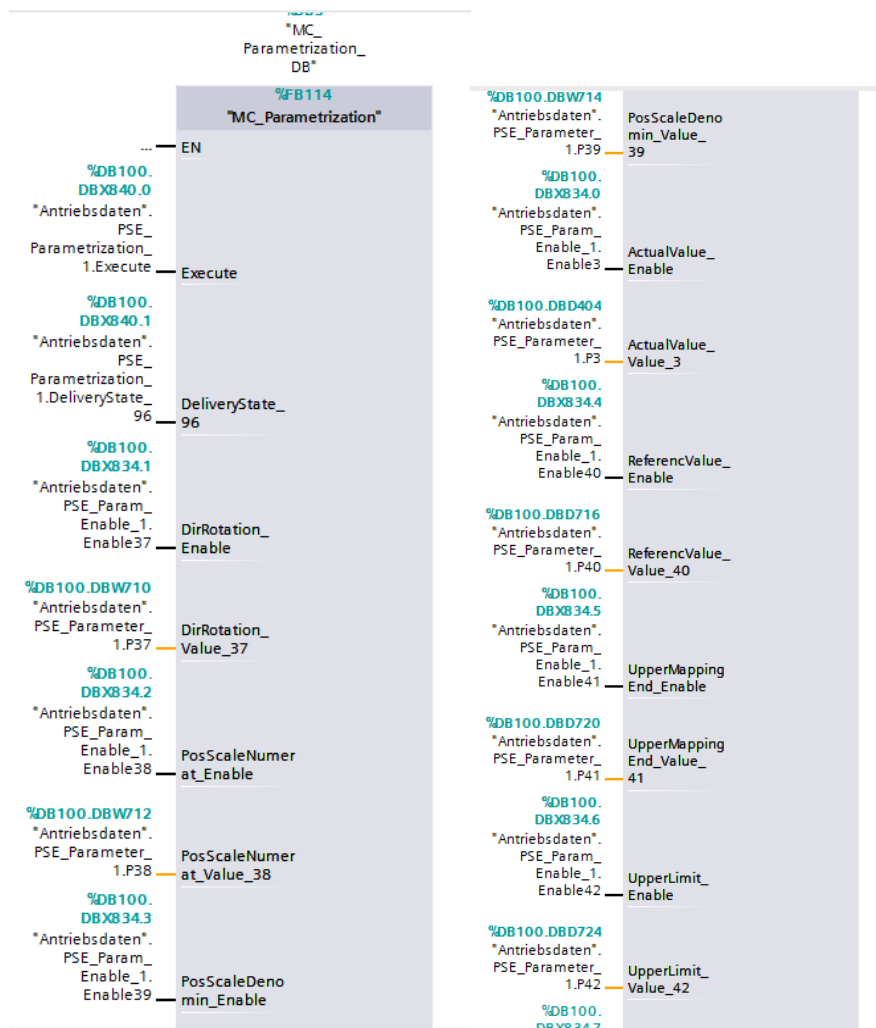 "MC_
Parametrization_
DB"
%FB114
"MC_Parametrization"
... EN
%DB100.
DBX840.0
"Antriebsdaten".
PSE_
Parametrization_
1.Execute
Execute
%DB100.
DBX840.1
"Antriebsdaten".
PSE_
Parametrization_
1.DeliveryState_
96
DeliveryState_
96
%DB100.
DBX834.1
"Antriebsdaten".
PSE_Param_
Enable_1.
Enable37
DirRotation_
Enable
%DB100.DBW710
"Antriebsdaten".
PSE_Parameter_
1.P37
DirRotation_
Value_37
%DB100.
DBX834.2
"Antriebsdaten".
PSE_Param_
Enable_1.
Enable38
PosScaleNumer
at_Enable
%DB100.DBW712
"Antriebsdaten".
PSE_Parameter_
1.P38
PosScaleNumer
at_Value_38
%DB100.
DBX834.3
"Antriebsdaten".
PSE_Param_
Enable_1.
Enable39
PosScaleDeno
min_Enable
%DB100.DBW714
"Antriebsdaten".
PSE_Parameter_
1.P39
PosScaleDeno
min_Value_
39
%DB100.
DBX834.0
"Antriebsdaten".
PSE_Param_
Enable_1.
Enable3
ActualValue_
Enable
%DB100.DBD404
"Antriebsdaten".
PSE_Parameter_
1.P3
ActualValue_
Value_3
%DB100.
DBX834.4
"Antriebsdaten".
PSE_Param_
Enable_1.
Enable40
ReferencValue_
Enable
%DB100.DBD716
"Antriebsdaten".
PSE_Parameter_
1.P40
ReferencValue_
Value_40
%DB100.
DBX834.5
"Antriebsdaten".
PSE_Param_
Enable_1.
Enable41
UpperMapping
End_Enable
%DB100.DBD720
"Antriebsdaten".
PSE_Parameter_
1.P41
UpperMapping
End_Value_
41
%DB100.
DBX834.6
"Antriebsdaten".
PSE_Param_
Enable_1.
Enable42
UpperLimit_
Enable
%DB100.DBD724
"Antriebsdaten".
PSE_Parameter_
1.P42
UpperLimit_
Value_42
%DB100.